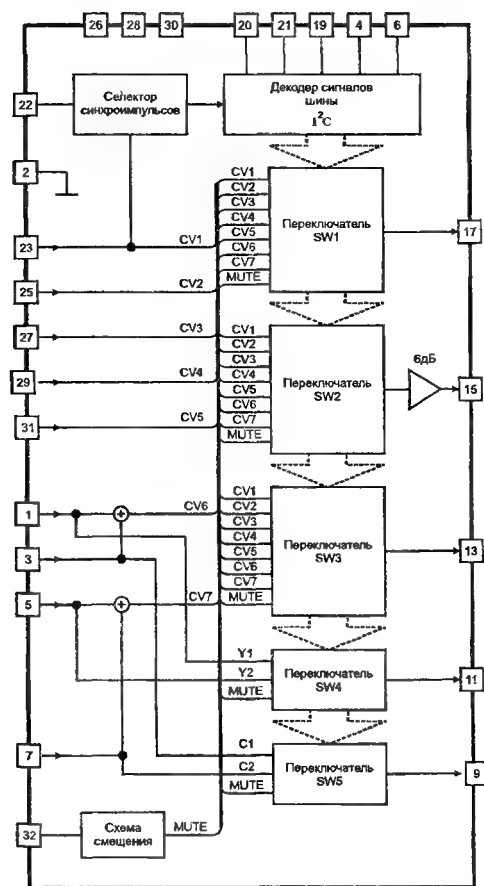 26 28 30 20 21 19 4 6
22
Селектор
синхроимпульсов
Декодер сигналов
шины
I²C
2
23
CV1
25
CV2
27
CV3
29
CV4
31
CV5
CV1
CV2
CV3
CV4
CV5
CV6
CV7
MUTE
Переключатель
SW1
17
CV1
CV2
CV3
CV4
CV5
CV6
CV7
MUTE
Переключатель
SW2
6дБ
15
1
CV6
3
5
CV7
CV1
CV2
CV3
CV4
CV5
CV6
CV7
MUTE
Переключатель
SW3
13
Y1
Y2
MUTE
Переключатель
SW4
11
7
C1
C2
MUTE
Переключатель
SW5
9
32
Схема
смещения
MUTE